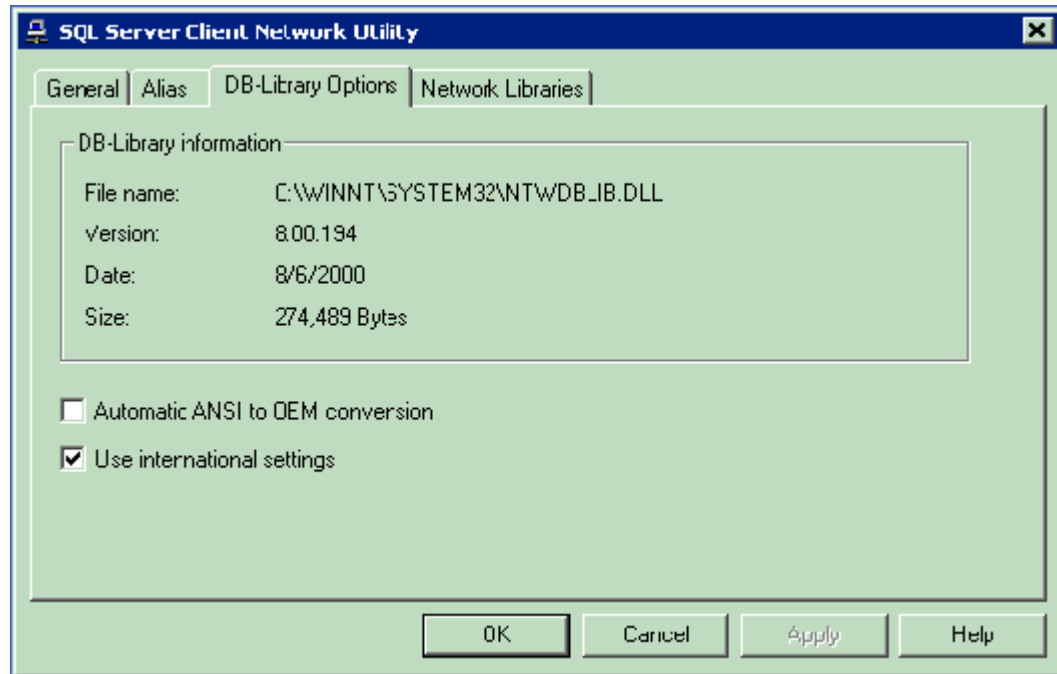 SQL Server Client Network Utility
General Alias DB-Library Options Network Libraries
DB-Library information
File name: C:\WINNT\SYSTEM32\NTWDBLIB.DLL
Version: 8.00.194
Date: 8/6/2000
Size: 274,489 Bytes
Automatic ANSI to OEM conversion
Use international settings
OK Cancel Apply Help